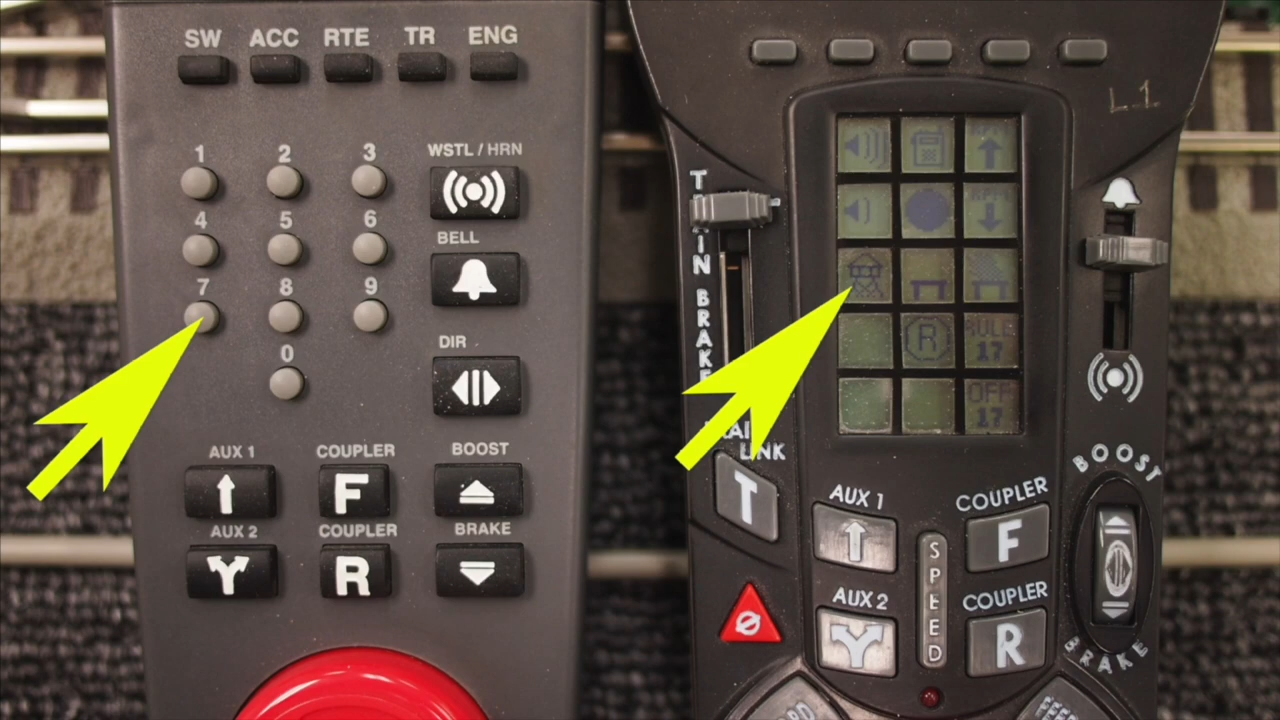 SW ACC RTE TR ENG
1 2 3 WSTL / HRN
4 5 6 BELL
7 8 9
0 DIR
AUX 1 COUPLER BOOST
F
AUX 2 COUPLER BRAKE
R
L1
BRAKE
R RULE
17
OFF
17
LINK
T
BOOST
AUX 1 COUPLER
F
SPEED
AUX 2 COUPLER
R
BRAKE